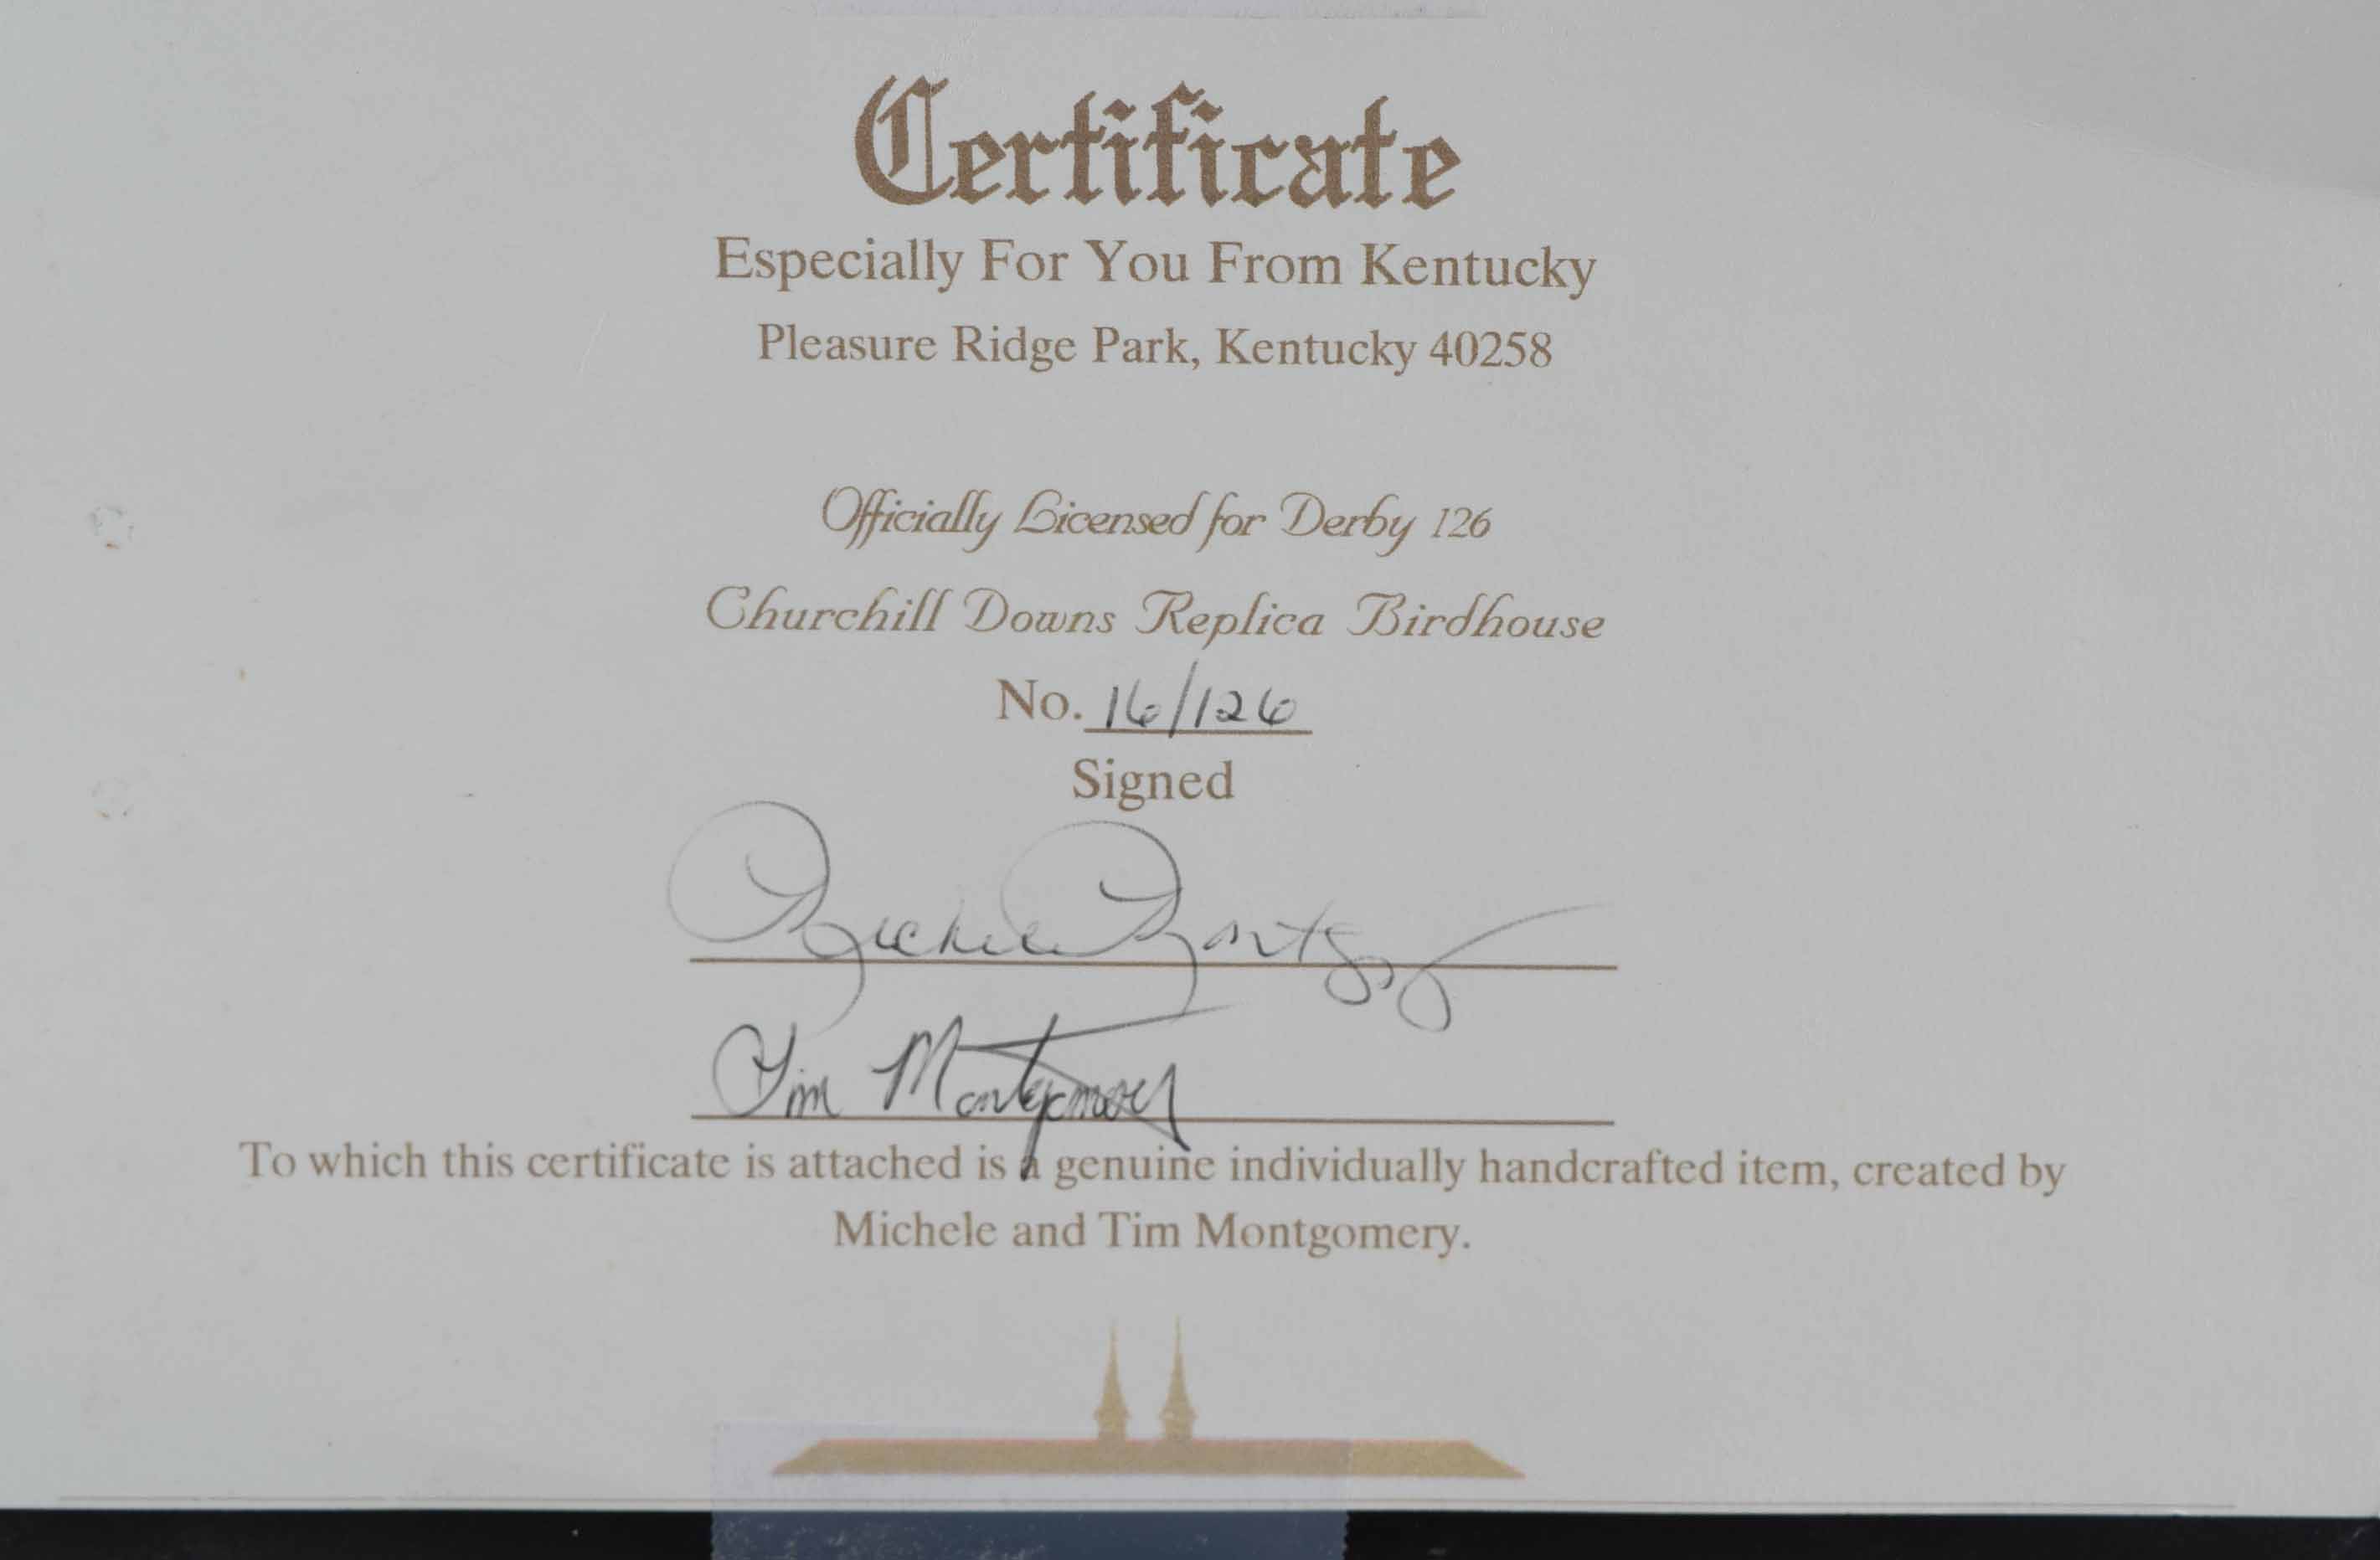 Certificate
Especially For You From Kentucky
Pleasure Ridge Park, Kentucky 40258
Officially Licensed for Derby 126
Churchill Downs Replica Birdhouse
No. 16/126
Signed
Michele Montgomery
Tim Montgomery
To which this certificate is attached is a genuine individually handcrafted item, created by
Michele and Tim Montgomery.